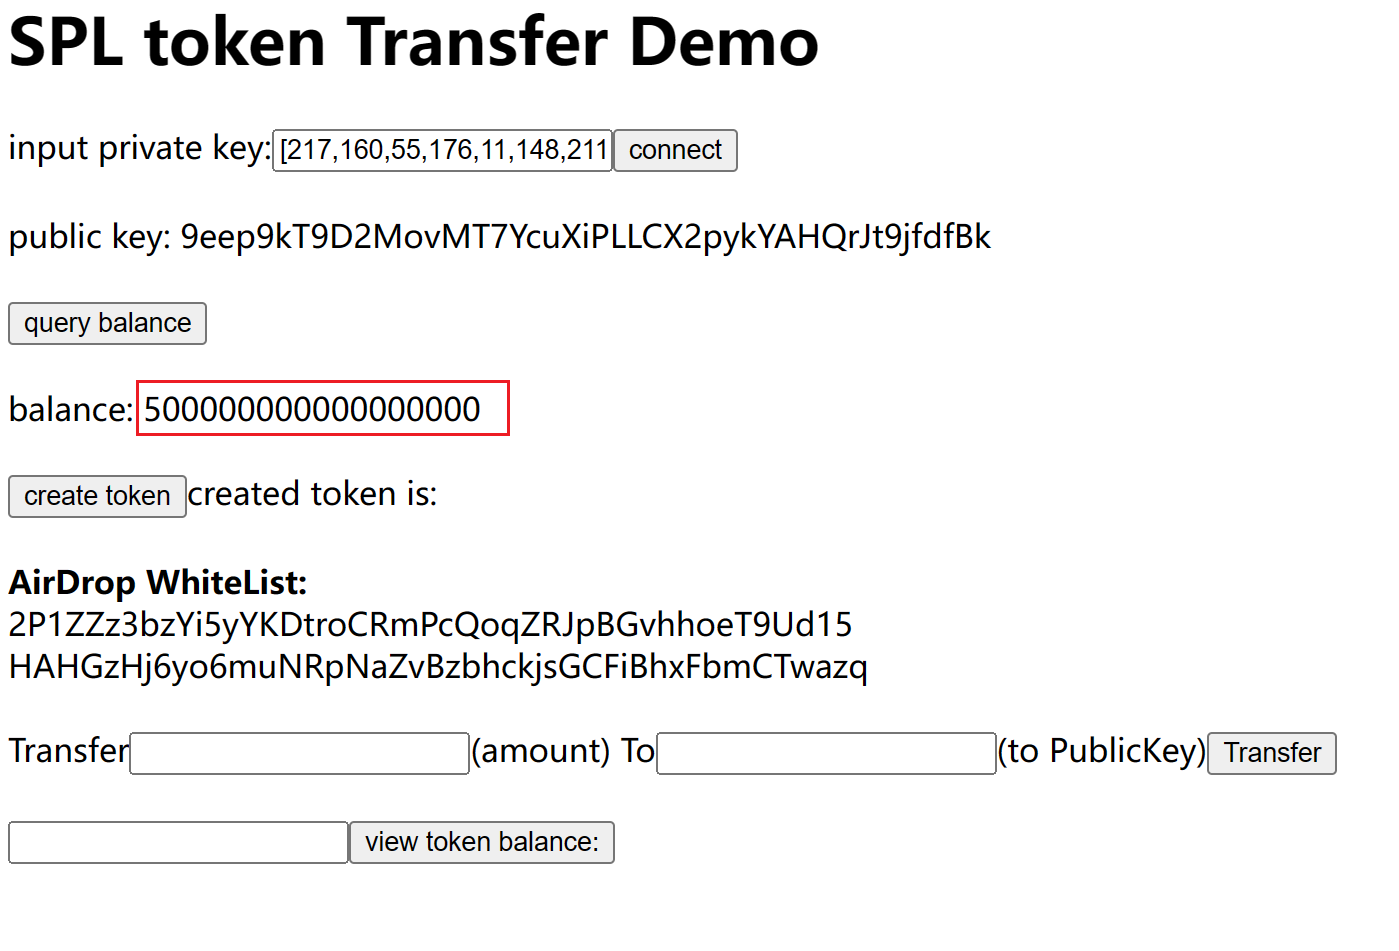 SPL token Transfer Demo
input private key: [217,160,55,176,11,148,211 connect
public key: 9eep9kT9D2MovMT7YcuXiPLLCX2pykYAHQrJt9jfdfBk
query balance
balance: 500000000000000000
create token created token is:
AirDrop WhiteList:
2P1ZZz3bzYi5yYKDtroCRmPcQoqZRJpBGvhhoeT9Ud15
HAHGzHj6yo6muNRpNaZvBzbhckjsGCFiBhxFbmCTwazq
Transfer (amount) To (to PublicKey) Transfer
view token balance: